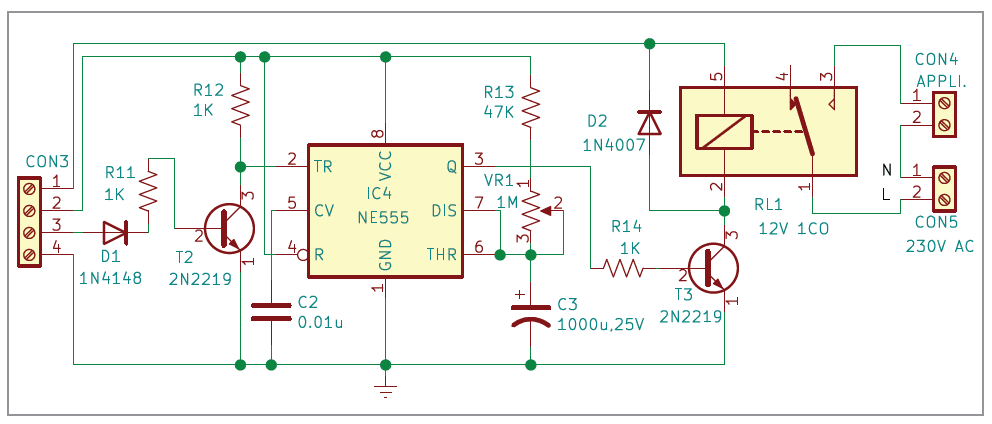 CON3
1
2
3
4
R11
1K
D1
1N4148
T2
2N2219
2
3
1
R12
1K
2
5
4
TR
CV
R
8
VCC
IC4
NE555
GND
1
Q
DIS
THR
3
7
6
C2
0.01u
R13
47K
VR1
1M
1
2
3
+
C3
1000u,25V
R14
1K
D2
1N4007
T3
2N2219
2
3
1
5
4
3
2
1
RL1
12V 1CO
CON4
APPLI.
1
2
N
L
1
2
CON5
230V AC